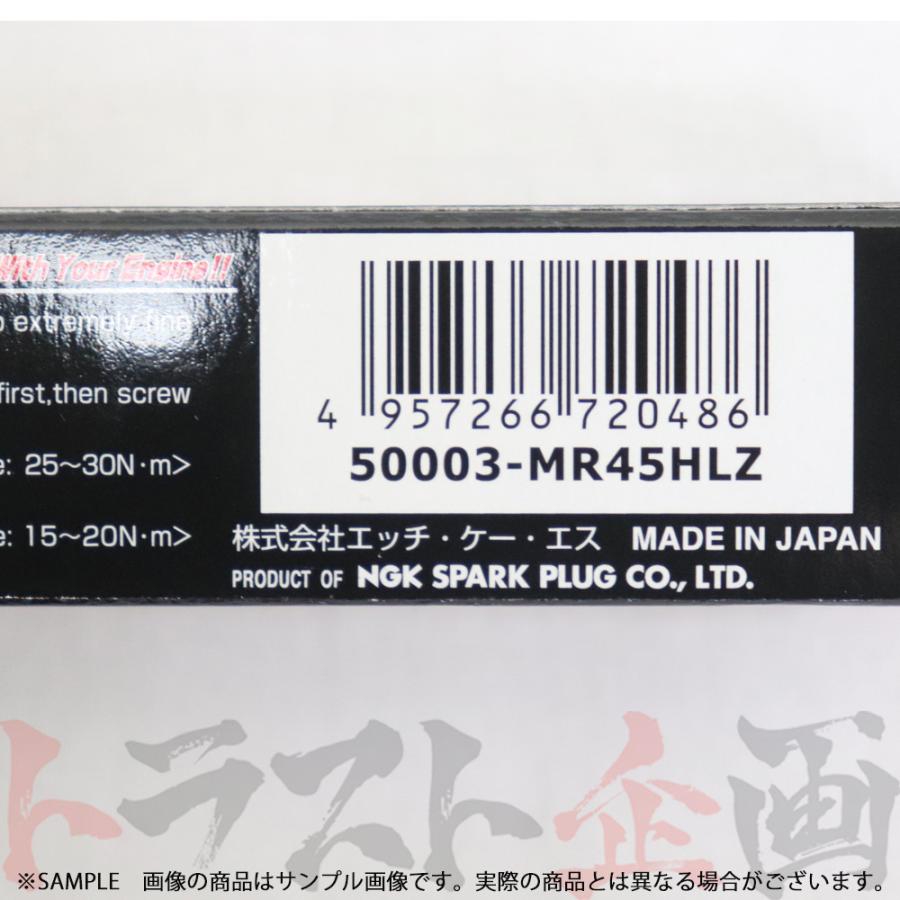 With Your Engine!!
extremely fine
first,then screw
25~30N·m>
15~20N·m>
4 957266 720486
50003-MR45HLZ
株式会社エッチ・ケー・エス MADE IN JAPAN
PRODUCT OF NGK SPARK PLUG CO., LTD.
トラスト企画
※SAMPLE 画像の商品はサンプル画像です。実際の商品とは異なる場合がございます。